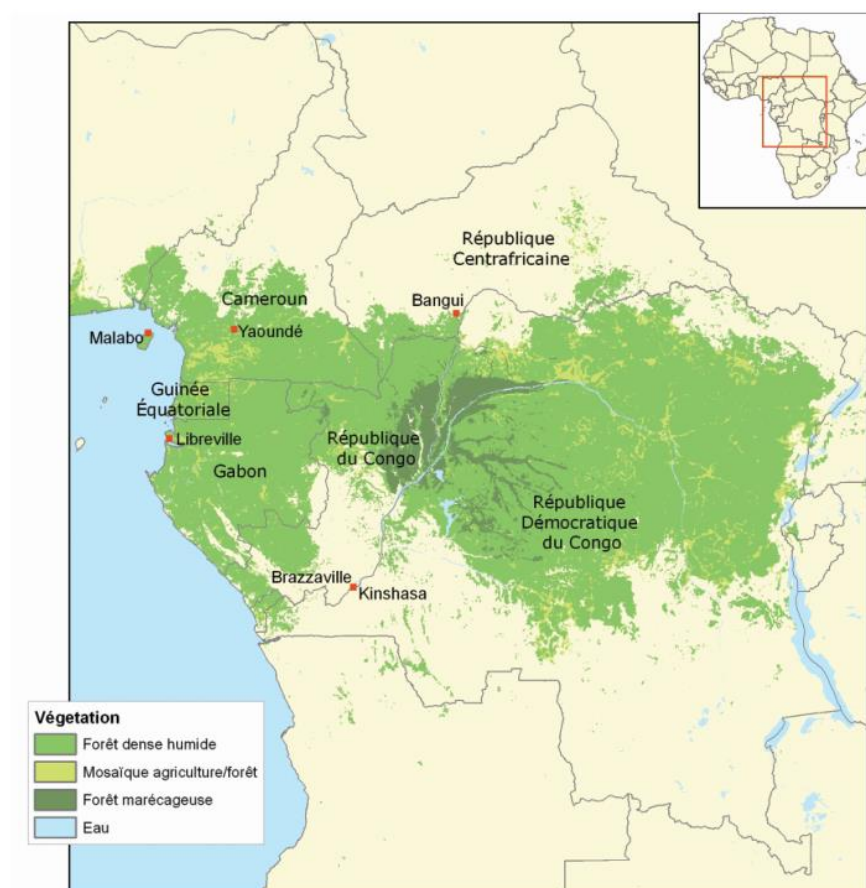 République
Centrafricaine
Cameroun
Bangui
Malabo
Yaoundé
Guinée
Équatoriale
Libreville
République
du Congo
Gabon
République
Démocratique
du Congo
Brazzaville
Kinshasa
Végetation
Forêt dense humide
Mosaïque agriculture/forêt
Forêt marécageuse
Eau